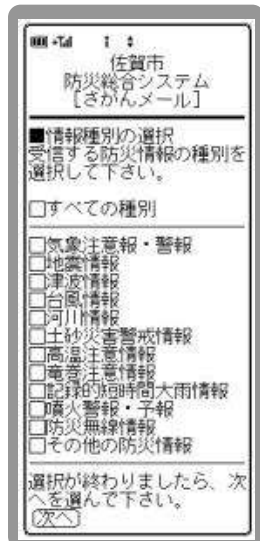 佐賀市
防災総合システム
[さがんメール]
■情報種別の選択
受信する防災情報の種別を
選択して下さい。
□すべての種別
□気象注意報・警報
□地震情報
□津波情報
□台風情報
□河川情報
□土砂災害警戒情報
□高温注意情報
□竜巻注意情報
□記録的短時間大雨情報
□噴火警報・予報
□防災無線情報
□その他の防災情報
選択が終わりましたら、次
へを選んで下さい。
次へ